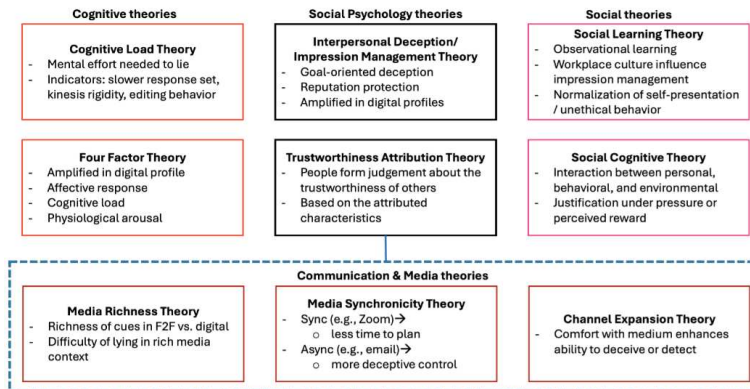 Cognitive theories
Cognitive Load Theory
- Mental effort needed to lie
- Indicators: slower response set,
kinesis rigidity, editing behavior
Four Factor Theory
- Amplified in digital profile
- Affective response
- Cognitive load
- Physiological arousal
Social Psychology theories
Interpersonal Deception/
Impression Management Theory
- Goal-oriented deception
- Reputation protection
- Amplified in digital profiles
Trustworthiness Attribution Theory
- People form judgement about the
trustworthiness of others
- Based on the attributed
characteristics
Social theories
Social Learning Theory
- Observational learning
- Workplace culture influence
impression management
- Normalization of self-presentation
/ unethical behavior
Social Cognitive Theory
- Interaction between personal,
behavioral, and environmental
- Justification under pressure or
perceived reward
Communication & Media theories
Media Richness Theory
- Richness of cues in F2F vs. digital
- Difficulty of lying in rich media
context
Media Synchronicity Theory
- Sync (e.g., Zoom)→
o less time to plan
- Async (e.g., email)→
o more deceptive control
Channel Expansion Theory
- Comfort with medium enhances
ability to deceive or detect